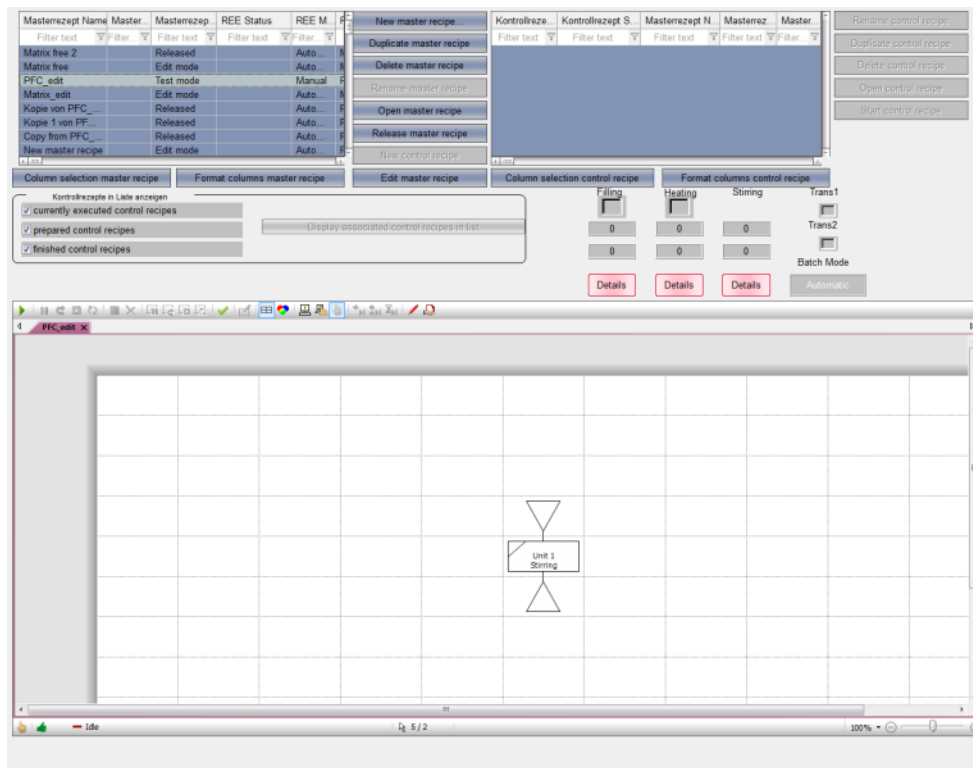 Masterrezept Name Master... Masterrezep... REE Status REE M... New master recipe... Kontrollreze... Kontrollrezept S... Masterrezept N... Masterrez... Master... Rename control recipe
Filter text Filter... Filter text Filter text Filter... Filter text Filter text Filter text Filter text Filter...
Duplicate master recipe Duplicate control recipe
Matrix free 2 Released Auto...
Matrix free Edit mode Auto... Delete master recipe Delete control recipe
PFC_edit Test mode Manual
Rename master recipe Open control recipe
Matrix_edit Edit mode Auto...
Kopie von PFC_... Released Auto... Open master recipe Start control recipe
Kopie 1 von PF... Released Auto...
Copy from PFC_... Released Auto... Release master recipe
New master recipe Edit mode Auto... New control recipe
Column selection master recipe Format columns master recipe Edit master recipe Column selection control recipe Format columns control recipe
Kontrollrezepte in Liste anzeigen Filling Heating Stirring Trans1
currently executed control recipes
prepared control recipes Display associated control recipes in list 0 0 0 Trans2
finished control recipes 0 0 0
Batch Mode
Details Details Details Automatic
PFC_edit
Unit 1
Stirring
Idle 5 / 2 100%